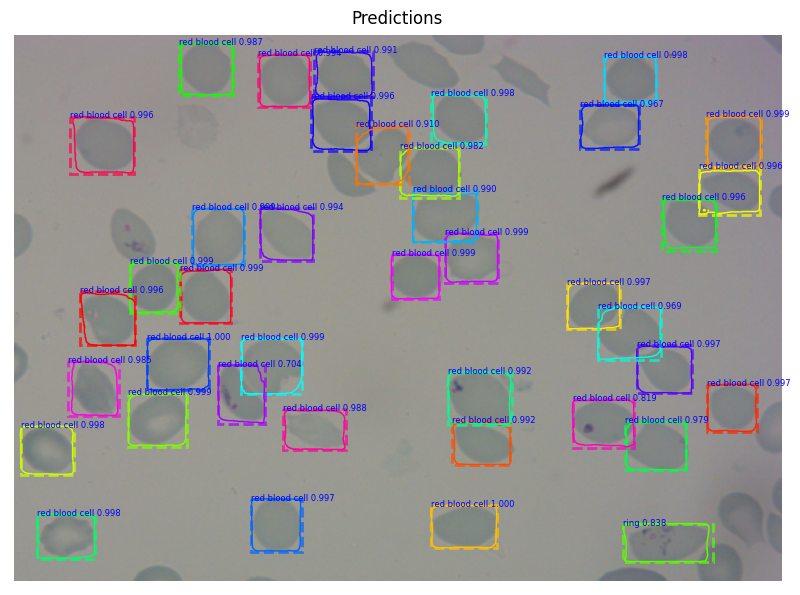 Predictions
red blood cell 0.987
red blood cell 0.991
red blood cell 0.998
red blood cell 0.996
red blood cell 0.998
red blood cell 0.967
red blood cell 0.999
red blood cell 0.996
red blood cell 0.910
red blood cell 0.982
red blood cell 0.996
red blood cell 0.990
red blood cell 0.996
red blood cell
red blood cell 0.994
red blood cell 0.999
red blood cell 0.999
red blood cell 0.999
red blood cell 0.999
red blood cell 0.996
red blood cell 0.997
red blood cell 0.969
red blood cell 1.000
red blood cell 0.999
red blood cell 0.997
red blood cell 0.985
red blood cell 0.704
red blood cell 0.992
red blood cell 0.997
red blood cell 0.999
red blood cell 0.819
red blood cell 0.988
red blood cell 0.992
red blood cell 0.979
red blood cell 0.998
red blood cell 0.997
red blood cell 1.000
red blood cell 0.998
ring 0.838